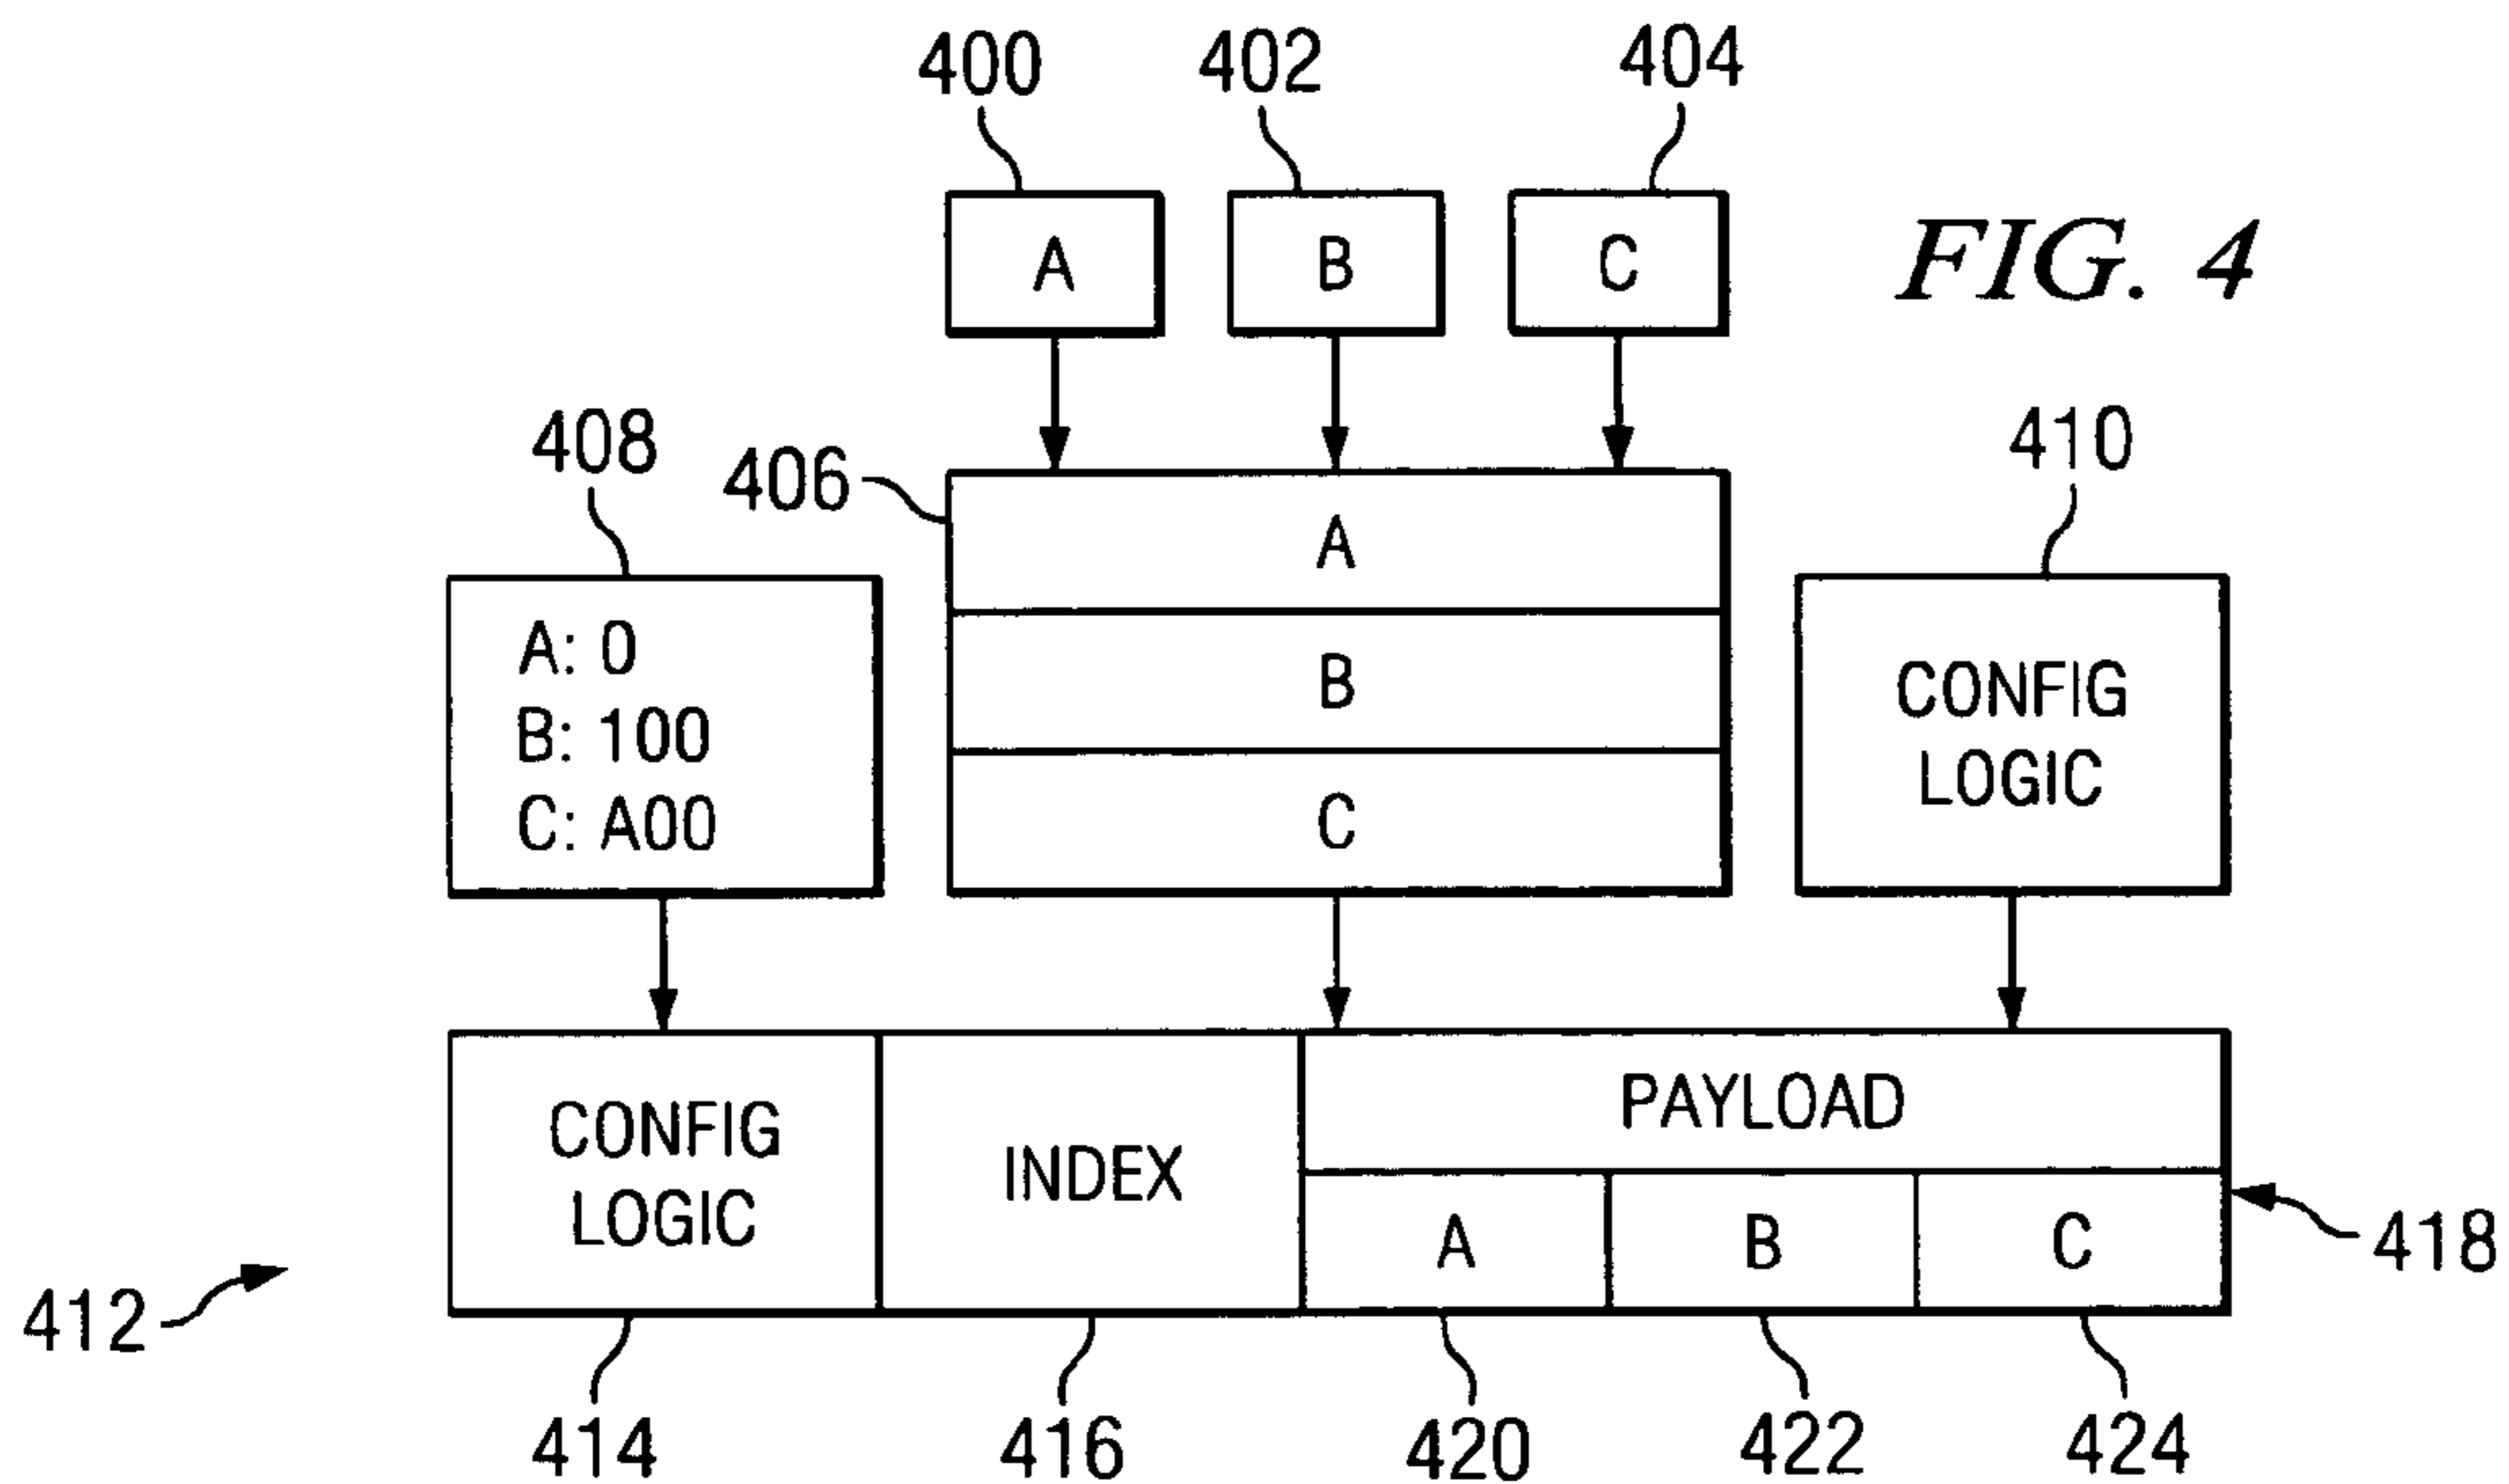 400 402 404
A B C
FIG. 4
408 406 410
A
B
C
A: 0
B: 100
C: A00
CONFIG
LOGIC
CONFIG
LOGIC
INDEX
PAYLOAD
A B C
418
412
414 416 420 422 424